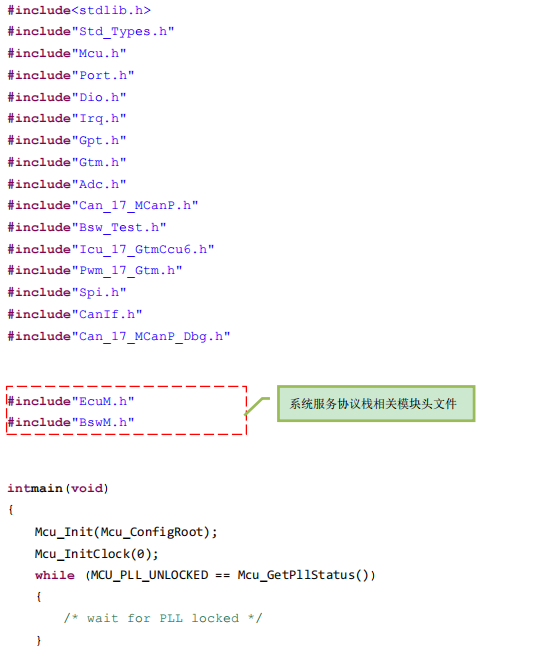 #include<stdlib.h>
#include"Std_Types.h"
#include"Mcu.h"
#include"Port.h"
#include"Dio.h"
#include"Irq.h"
#include"Gpt.h"
#include"Gtm.h"
#include"Adc.h"
#include"Can_17_MCanP.h"
#include"Bsw_Test.h"
#include"Icu_17_GtmCcu6.h"
#include"Pwm_17_Gtm.h"
#include"Spi.h"
#include"CanIf.h"
#include"Can_17_MCanP_Dbg.h"
#include"EcuM.h"
系统服务协议栈相关模块头文件
#include"BswM.h"
intmain(void)
{
Mcu_Init(Mcu_ConfigRoot);
Mcu_InitClock(0);
while (MCU_PLL_UNLOCKED == Mcu_GetPllStatus())
{
/* wait for PLL locked */
}